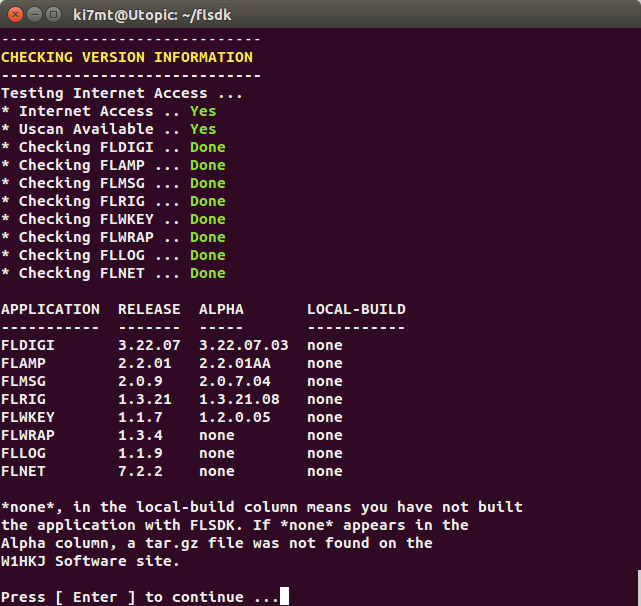 ki7mt@Utopic: ~/flsdk
-----------------------------
CHECKING VERSION INFORMATION
-----------------------------
Testing Internet Access ...
* Internet Access .. Yes
* Uscan Available .. Yes
* Checking FLDIGI .. Done
* Checking FLAMP ... Done
* Checking FLMSG ... Done
* Checking FLRIG ... Done
* Checking FLWKEY .. Done
* Checking FLWRAP .. Done
* Checking FLLOG ... Done
* Checking FLNET ... Done

APPLICATION  RELEASE  ALPHA       LOCAL-BUILD
-----------  -------  -----       -----------
FLDIGI       3.22.07  3.22.07.03  none
FLAMP        2.2.01   2.2.01AA    none
FLMSG        2.0.9    2.0.7.04    none
FLRIG        1.3.21   1.3.21.08   none
FLWKEY       1.1.7    1.2.0.05    none
FLWRAP       1.3.4    none        none
FLLOG        1.1.9    none        none
FLNET        7.2.2    none        none

*none*, in the local-build column means you have not built
the application with FLSDK. If *none* appears in the
Alpha column, a tar.gz file was not found on the
W1HKJ Software site.

Press [ Enter ] to continue ...